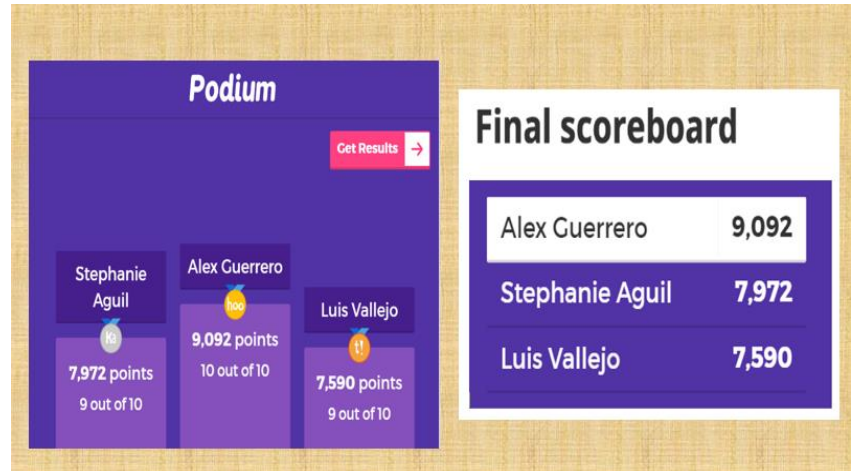 Podium
Get Results →
Stephanie
Aguil
Ka
7,972 points
9 out of 10
Alex Guerrero
hoo
9,092 points
10 out of 10
Luis Vallejo
t!
7,590 points
9 out of 10
Final scoreboard
Alex Guerrero 9,092
Stephanie Aguil 7,972
Luis Vallejo 7,590